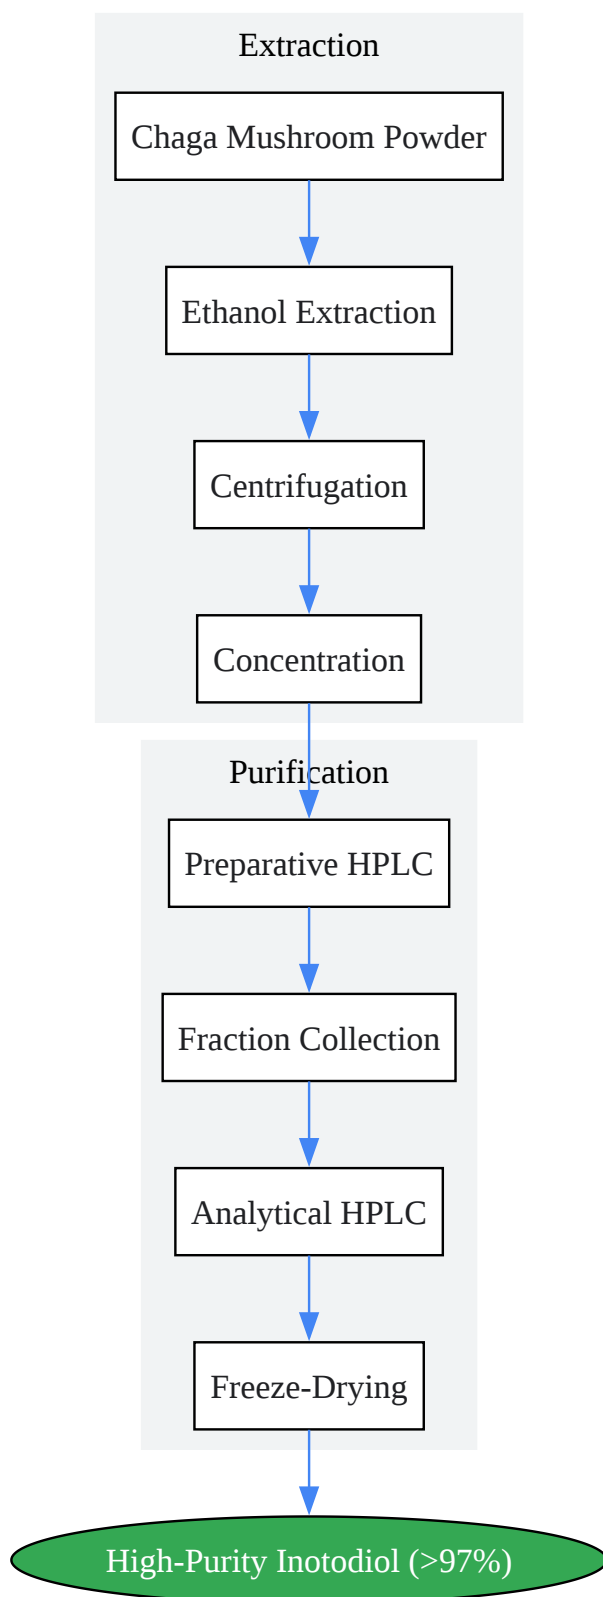 Extraction
Chaga Mushroom Powder
Ethanol Extraction
Centrifugation
Concentration
Purification
Preparative HPLC
Fraction Collection
Analytical HPLC
Freeze-Drying
High-Purity Inotodiol (>97%)